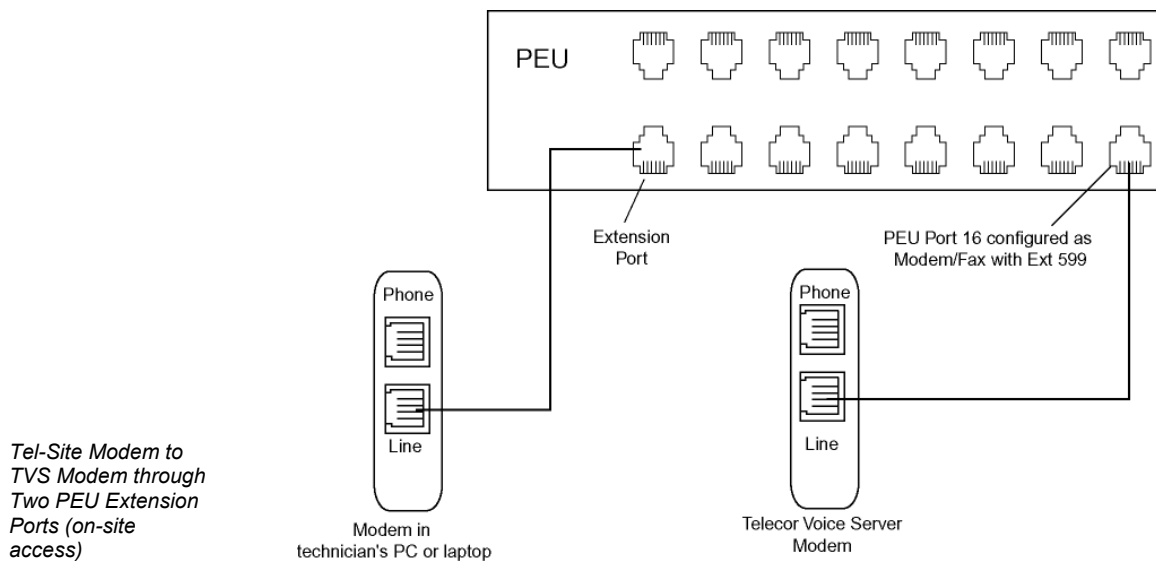 PEU
Extension
Port
PEU Port 16 configured as
Modem/Fax with Ext 599
Phone
Line
Modem in
technician's PC or laptop
Phone
Line
Telecor Voice Server
Modem
Tel-Site Modem to
TVS Modem through
Two PEU Extension
Ports (on-site
access)